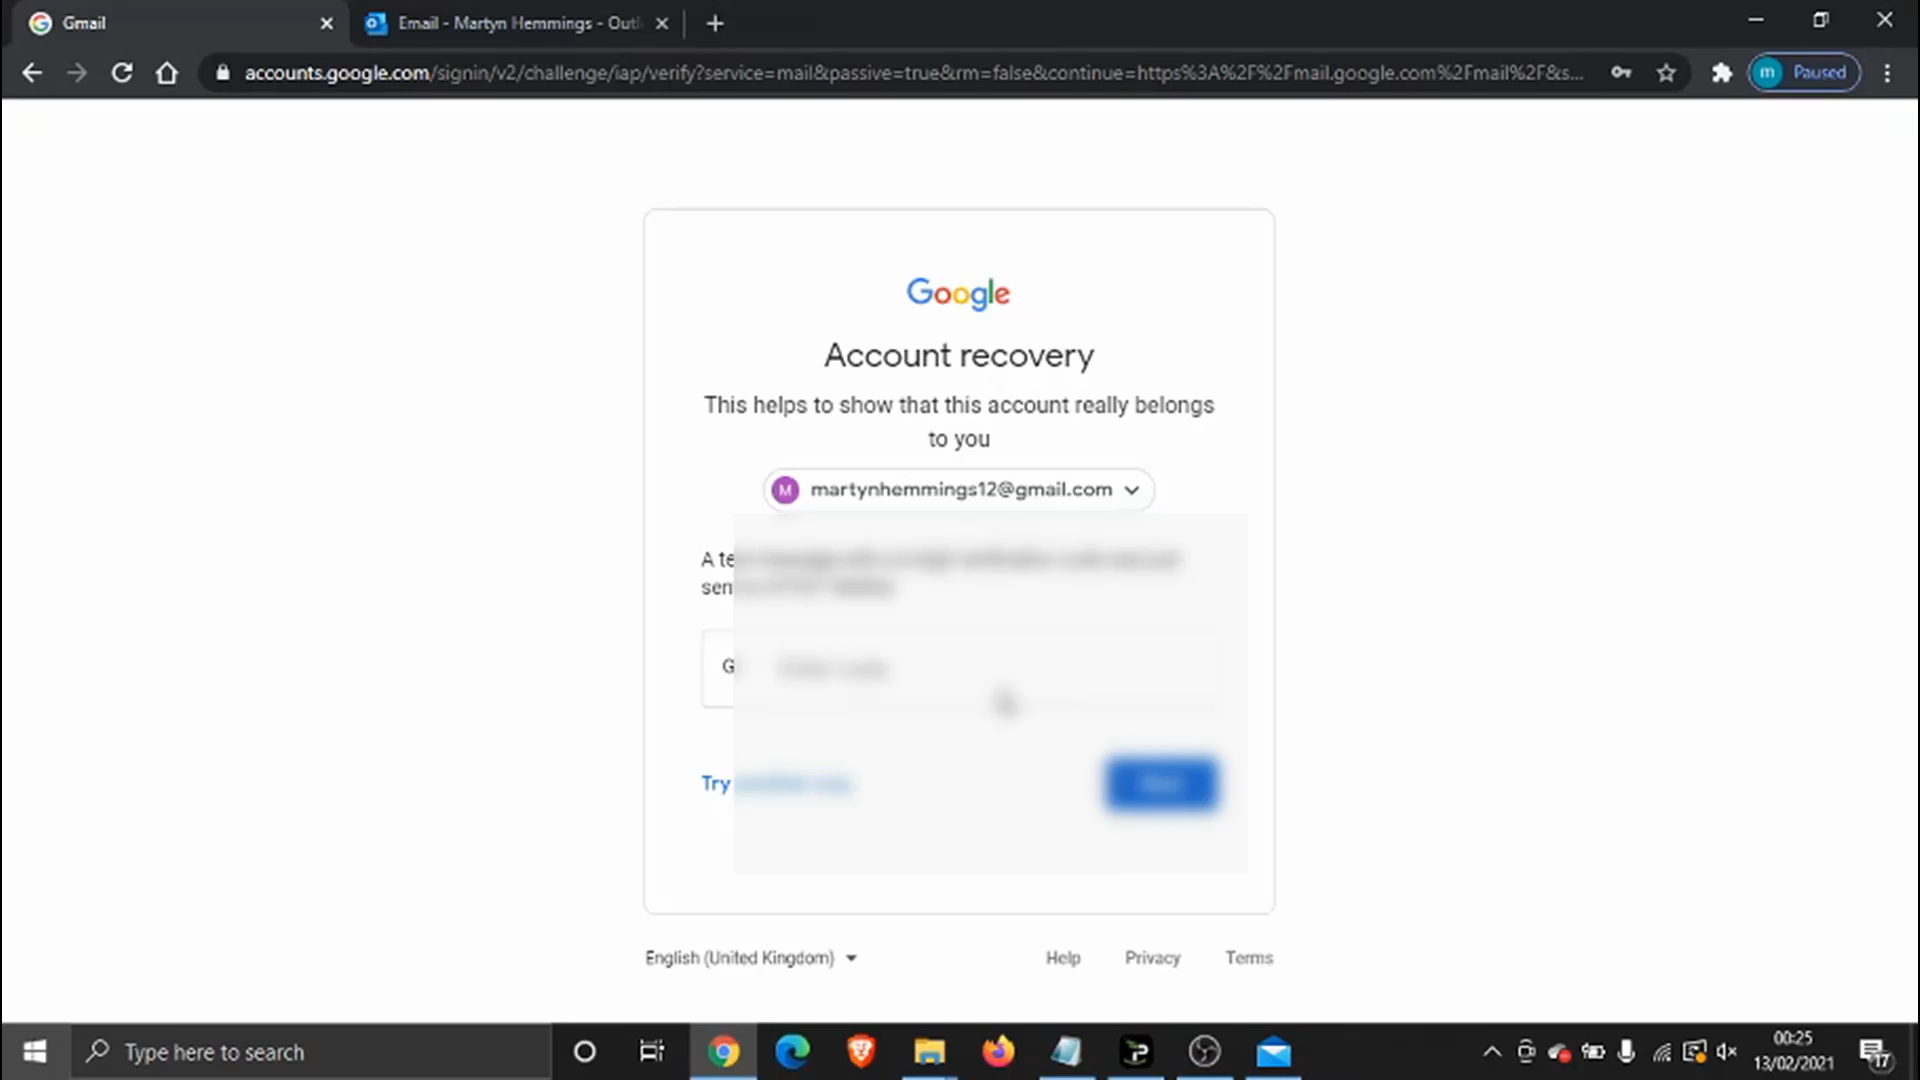 Gmail
Email - Martyn Hemmings - Outl
accounts.google.com/signin/v2/challenge/iap/verify?service=mail&passive=true&rm=false&continue=https%3A%2F%2Fmail.google.com%2Fmail%2F&s...
m Paused
Google
Account recovery
This helps to show that this account really belongs
to you
M martynhemmings12@gmail.com
A
Try
English (United Kingdom)
Help Privacy Terms
Type here to search
00:25
13/02/2021
17